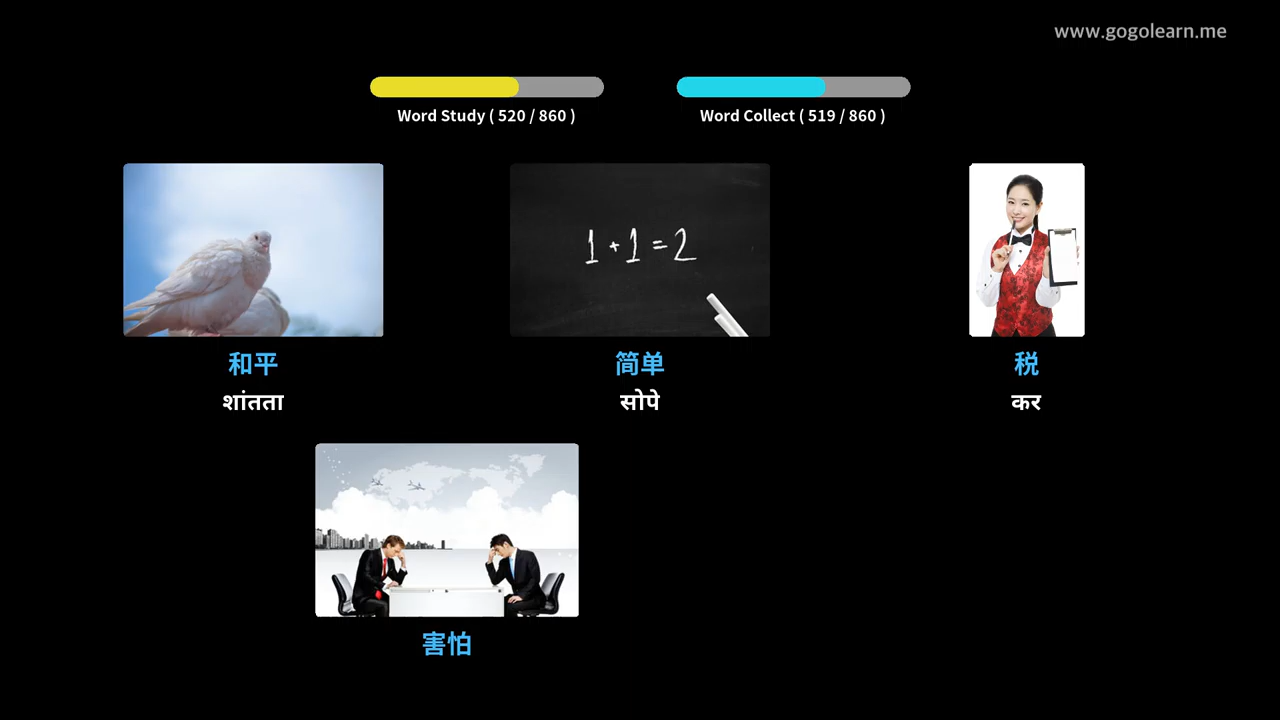 www.gogolearn.me
Word Study ( 520 / 860 )
Word Collect ( 519 / 860 )
1+1=2
和平
शांतता
简单
सोपे
税
कर
害怕